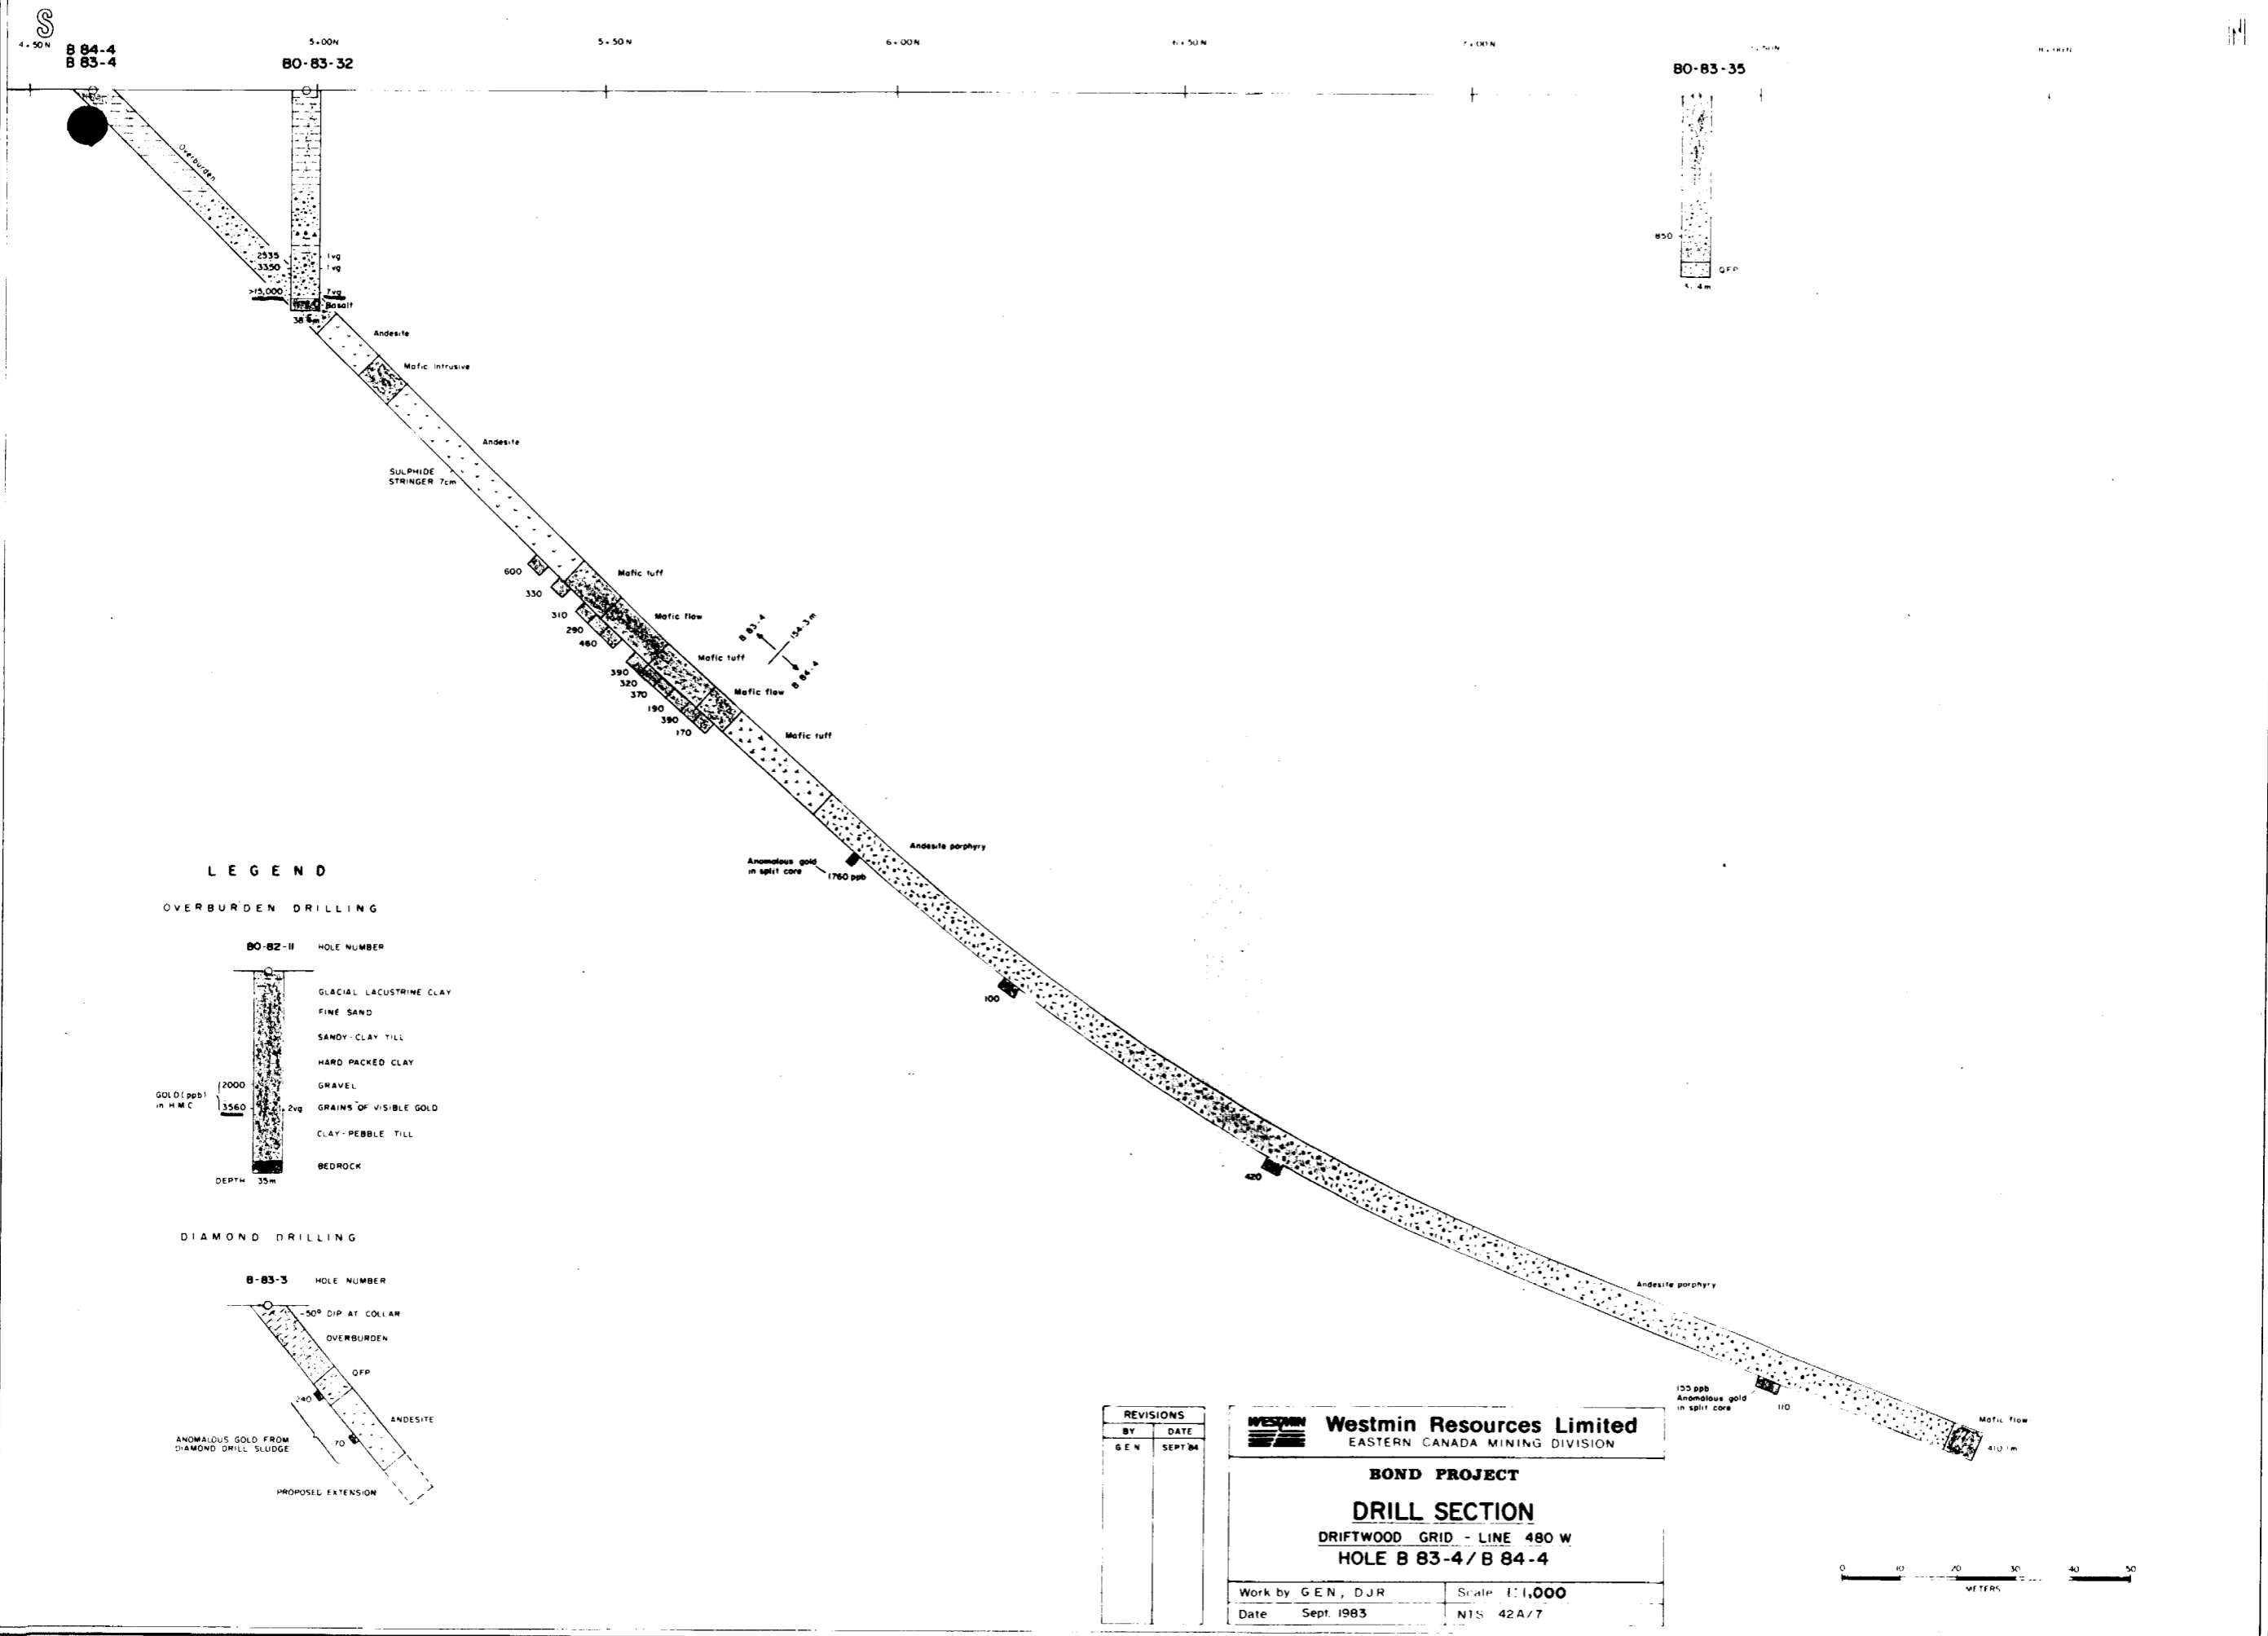 S
4+50N
B 84-4
B 83-4
5+00N
BO-83-32
5+50N
6+00N
6+50N
7+00N
BO-83-35
N
Overburden
2535
1vg
3350
1vg
>15,000
7vg
Basalt
850
QFP
Andesite
Mafic Intrusive
Andesite
SULPHIDE
STRINGER 7cm
600
Mafic tuff
330
310
Mafic flow
290
460
B 83-4
154.3m
B 84-4
Mafic tuff
390
320
370
Mafic flow
190
390
170
Mafic tuff
Andesite porphyry
Anomalous gold
in split core
1760 ppb
100
420
Andesite porphyry
155 ppb
Anomalous gold
in split core
110
Mafic flow
LEGEND
OVERBURDEN DRILLING
BO-82-11 HOLE NUMBER
GLACIAL LACUSTRINE CLAY
FINE SAND
SANDY-CLAY TILL
HARD PACKED CLAY
2000 GRAVEL
GOLD (ppb)
in H.M.C
3560 2vg GRAINS OF VISIBLE GOLD
CLAY-PEBBLE TILL
BEDROCK
DEPTH 35m
DIAMOND DRILLING
B-83-3 HOLE NUMBER
-50° DIP AT COLLAR
OVERBURDEN
QFP
240
ANDESITE
ANOMALOUS GOLD FROM
DIAMOND DRILL SLUDGE
70
PROPOSED EXTENSION
REVISIONS
BY DATE
GEN SEPT 84
WESTMIN
Westmin Resources Limited
EASTERN CANADA MINING DIVISION
BOND PROJECT
DRILL SECTION
DRIFTWOOD GRID - LINE 480 W
HOLE B 83-4/B 84-4
Work by GEN, DJR
Scale 1:1,000
Date Sept. 1983
NTS 42A/7
0 10 20 30 40 50
METERS